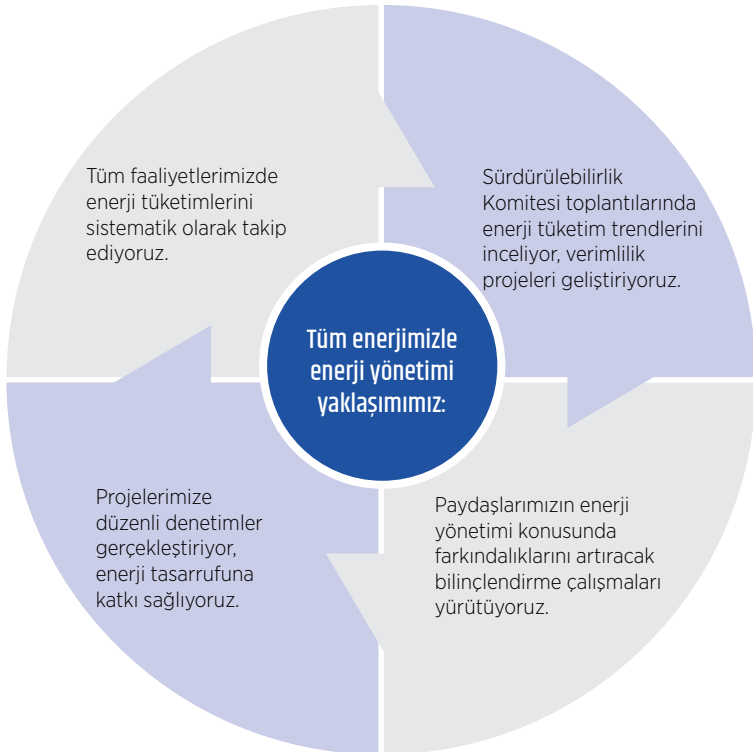 Tüm faaliyetlerimizde
enerji tüketimlerini
sistematik olarak takip
ediyoruz.
Sürdürülebilirlik
Komitesi toplantılarında
enerji tüketim trendlerini
inceliyor, verimlilik
projeleri geliştiriyoruz.
Tüm enerjimizle
enerji yönetimi
yaklaşımımız:
Projelerimize
düzenli denetimler
gerçekleştiriyor,
enerji tasarrufuna
katkı sağlıyoruz.
Paydaşlarımızın enerji
yönetimi konusunda
farkındalıklarını artıracak
bilinçlendirme çalışmaları
yürütüyoruz.